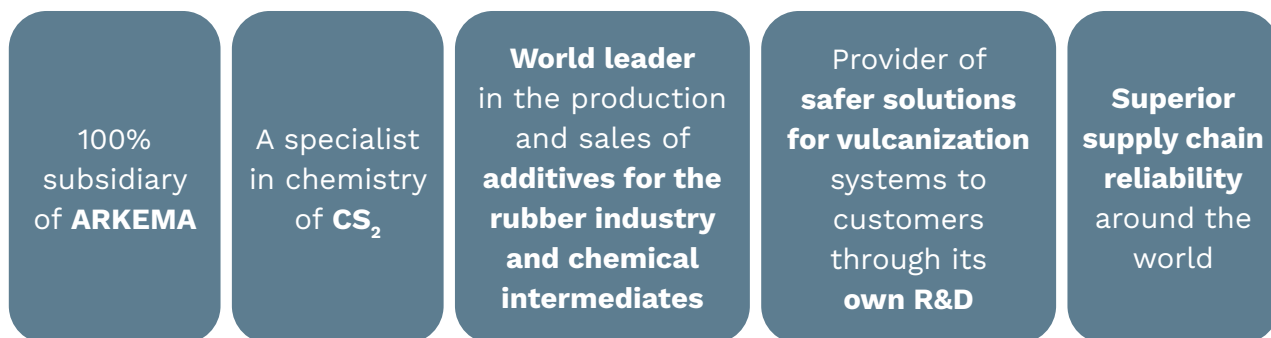 100%
subsidiary
of ARKEMA
A specialist
in chemistry
of CS₂
World leader
in the production
and sales of
additives for the
rubber industry
and chemical
intermediates
Provider of
safer solutions
for vulcanization
systems to
customers
through its
own R&D
Superior
supply chain
reliability
around the
world